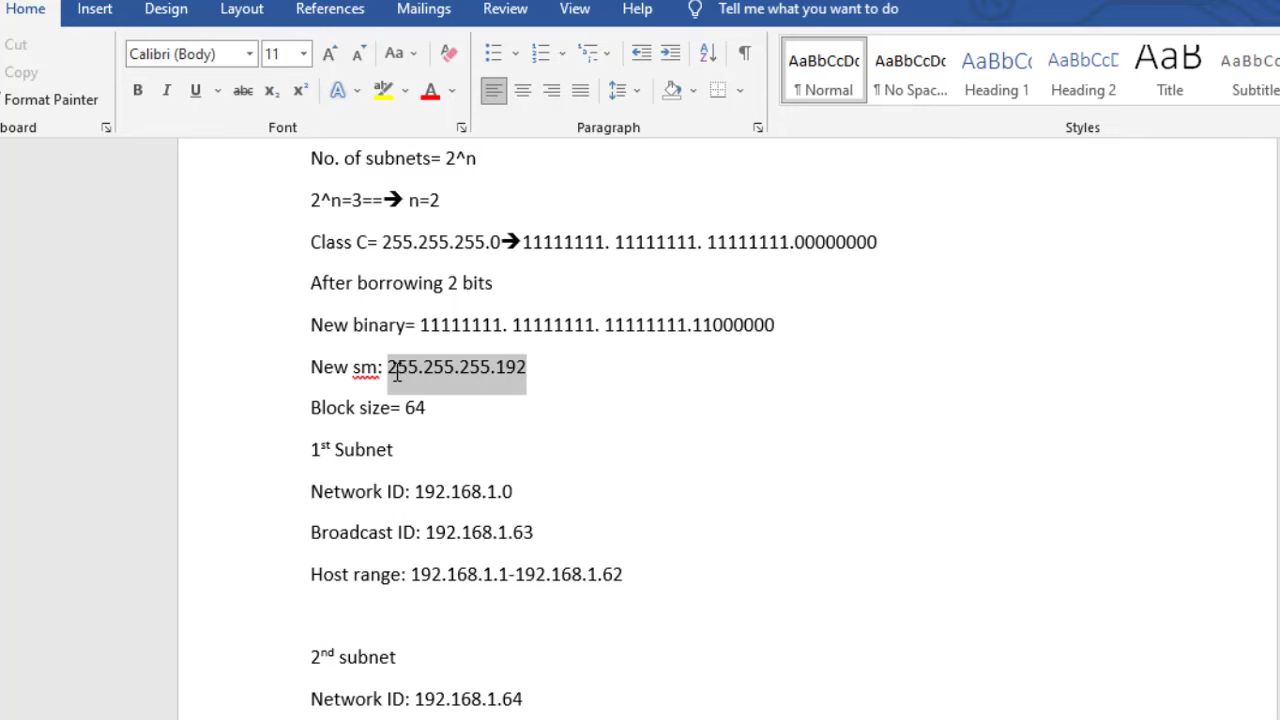 Home Insert Design Layout References Mailings Review View Help Tell me what you want to do
Cut
Copy
Format Painter
Calibri (Body) 11 Aa
B I U abc x₂ x² A A
AaBbCcDc AaBbCcDc AaBbCc AaBbCcD AaB AaBbCcD
¶ Normal ¶ No Spac... Heading 1 Heading 2 Title Subtitle
board Font Paragraph Styles
No. of subnets= 2^n
2^n=3==➔ n=2
Class C= 255.255.255.0➔11111111. 11111111. 11111111.00000000
After borrowing 2 bits
New binary= 11111111. 11111111. 11111111.11000000
New sm: 255.255.255.192
Block size= 64
1st Subnet
Network ID: 192.168.1.0
Broadcast ID: 192.168.1.63
Host range: 192.168.1.1-192.168.1.62
2nd subnet
Network ID: 192.168.1.64